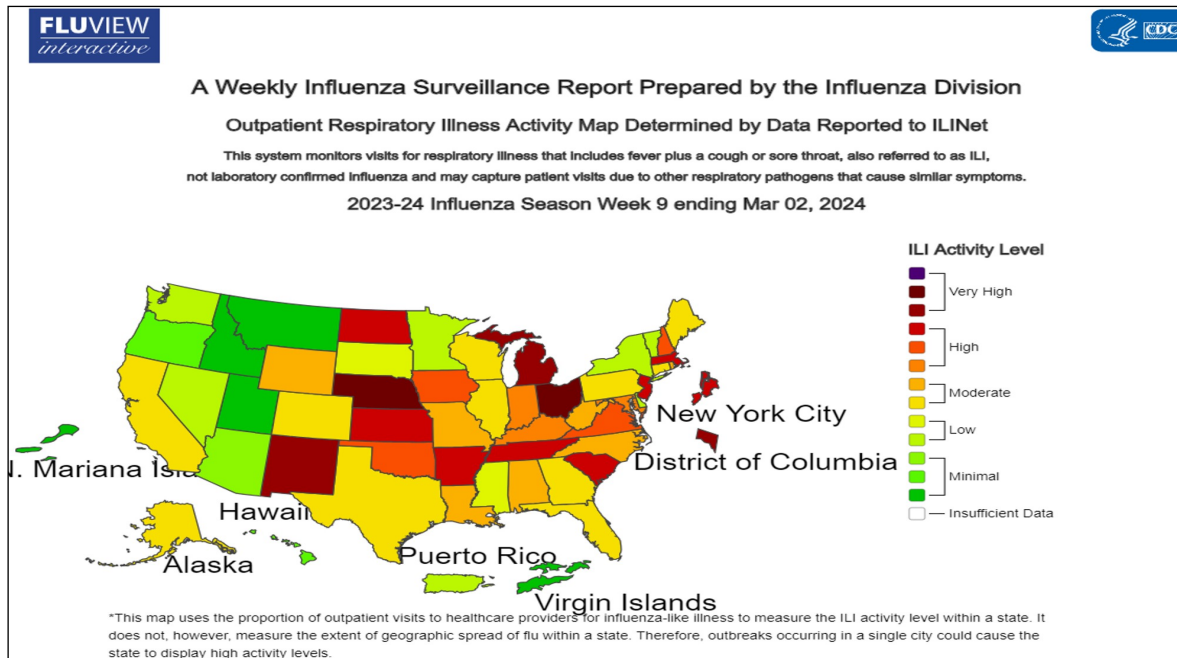 FLUVIEW
interactive
CDC
A Weekly Influenza Surveillance Report Prepared by the Influenza Division
Outpatient Respiratory Illness Activity Map Determined by Data Reported to ILINet
This system monitors visits for respiratory illness that includes fever plus a cough or sore throat, also referred to as ILI,
not laboratory confirmed influenza and may capture patient visits due to other respiratory pathogens that cause similar symptoms.
2023-24 Influenza Season Week 9 ending Mar 02, 2024
ILI Activity Level
Very High
High
Moderate
Low
Minimal
Insufficient Data
New York City
District of Columbia
N. Mariana Isla
Hawaii
Alaska
Puerto Rico
Virgin Islands
*This map uses the proportion of outpatient visits to healthcare providers for influenza-like illness to measure the ILI activity level within a state. It
does not, however, measure the extent of geographic spread of flu within a state. Therefore, outbreaks occurring in a single city could cause the
state to display high activity levels.